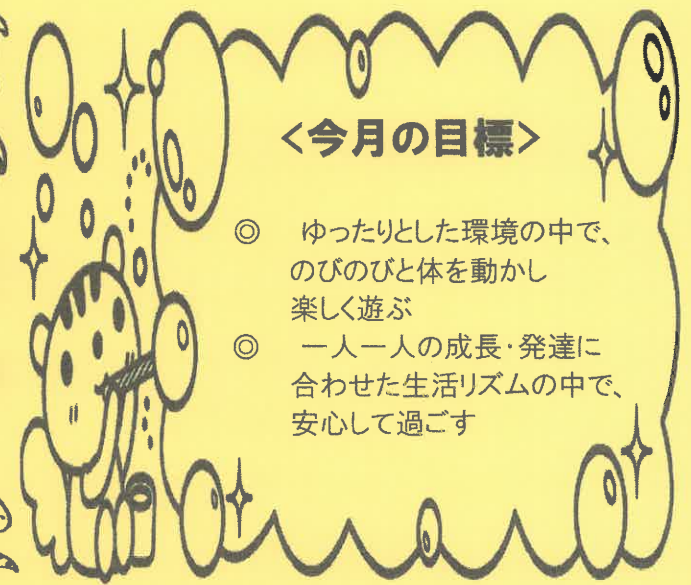 <今月の目標>
◎ ゆったりとした環境の中で、
のびのびと体を動かし
楽しく遊ぶ
◎ 一人一人の成長・発達に
合わせた生活リズムの中で、
安心して過ごす